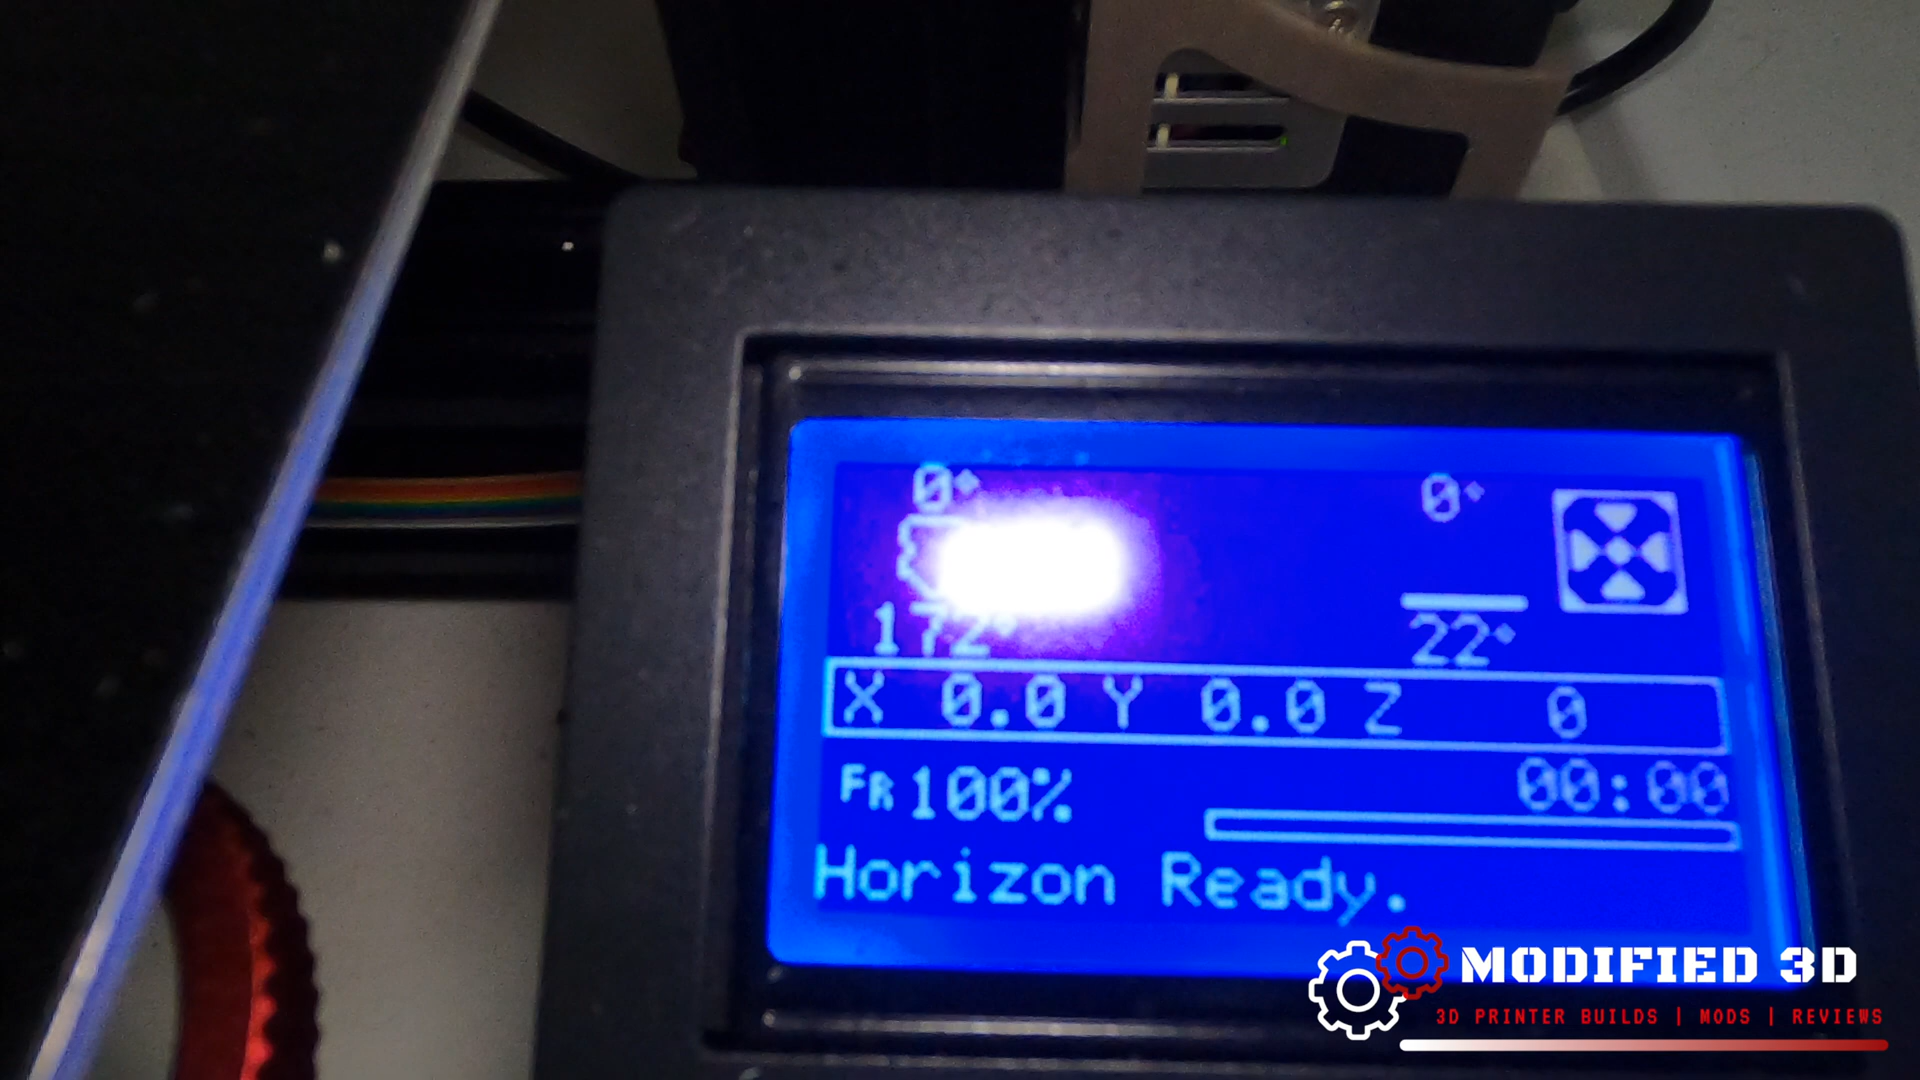 0° 0°
172° 22°
X 0.0 Y 0.0 Z 0
FR 100% 00:00
Horizon Ready.
MODIFIED 3D
3D PRINTER BUILDS | MODS | REVIEWS